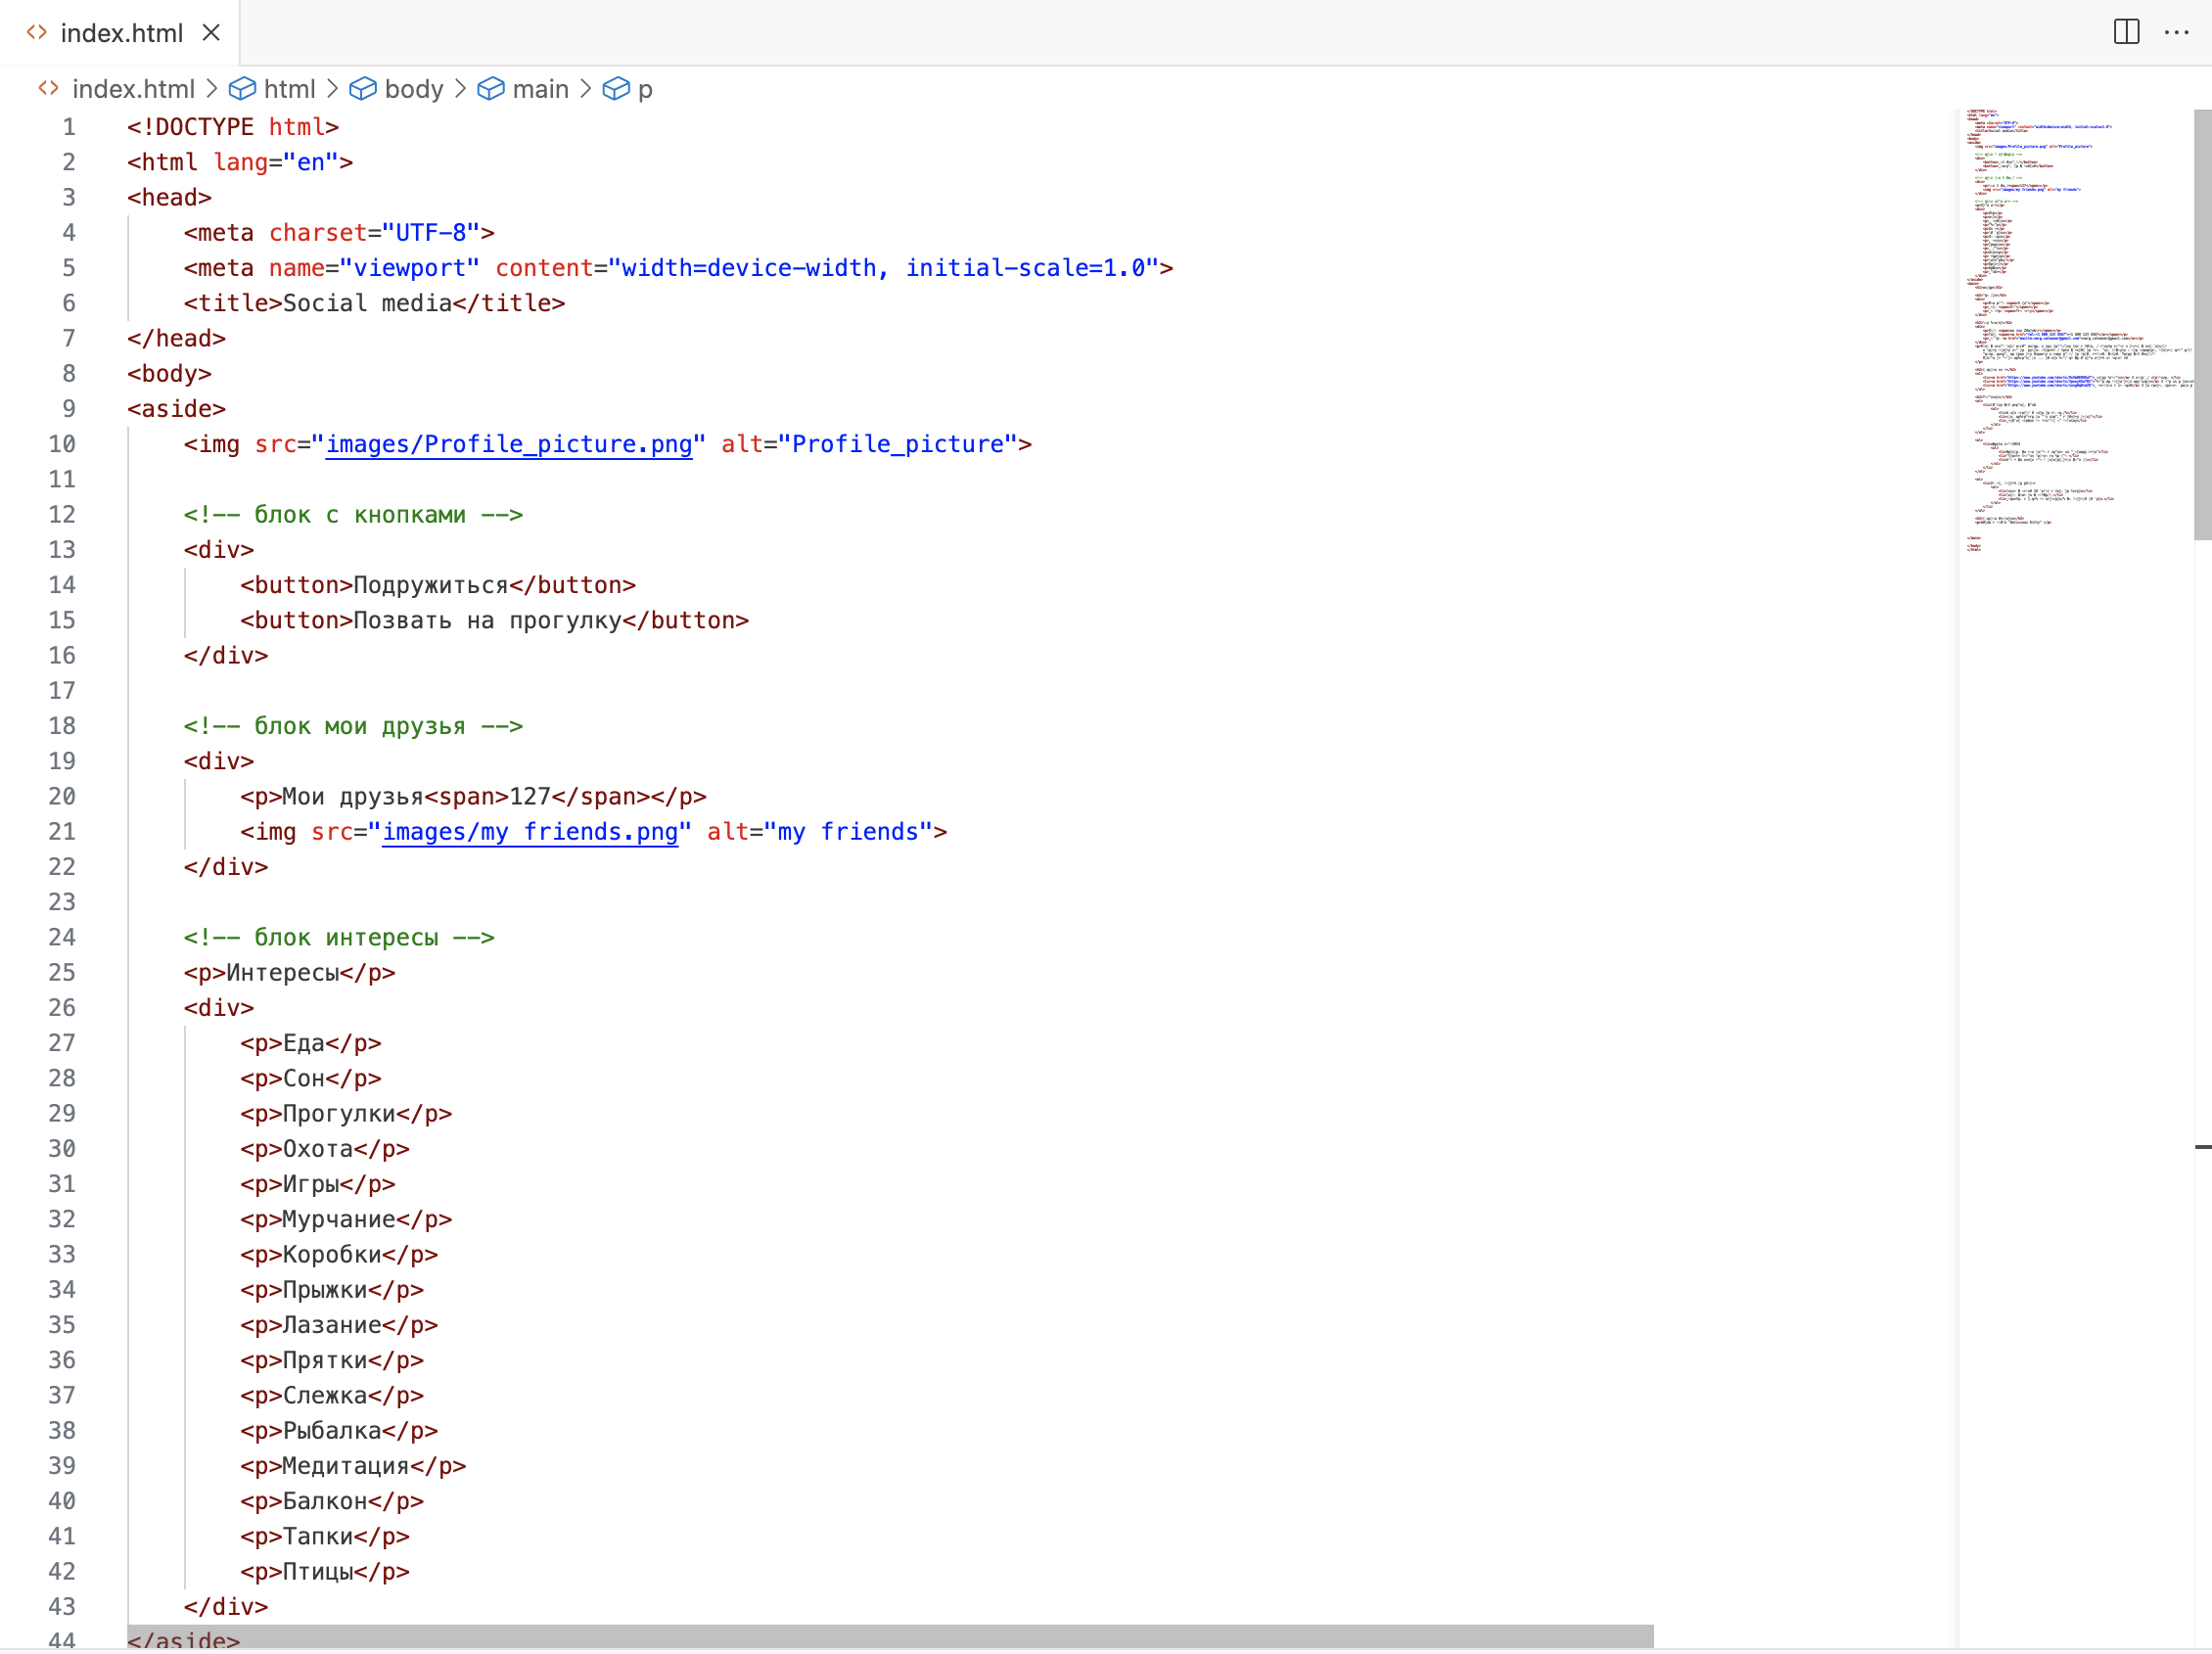 index.html
index.html > html > body > main > p
1 <!DOCTYPE html>
2 <html lang="en">
3 <head>
4 <meta charset="UTF-8">
5 <meta name="viewport" content="width=device-width, initial-scale=1.0">
6 <title>Social media</title>
7 </head>
8 <body>
9 <aside>
10 <img src="images/Profile_picture.png" alt="Profile_picture">
11
12 <!-- блок с кнопками -->
13 <div>
14 <button>Подружиться</button>
15 <button>Позвать на прогулку</button>
16 </div>
17
18 <!-- блок мои друзья -->
19 <div>
20 <p>Мои друзья<span>127</span></p>
21 <img src="images/my friends.png" alt="my friends">
22 </div>
23
24 <!-- блок интересы -->
25 <p>Интересы</p>
26 <div>
27 <p>Еда</p>
28 <p>Сон</p>
29 <p>Прогулки</p>
30 <p>Охота</p>
31 <p>Игры</p>
32 <p>Мурчание</p>
33 <p>Коробки</p>
34 <p>Прыжки</p>
35 <p>Лазание</p>
36 <p>Прятки</p>
37 <p>Слежка</p>
38 <p>Рыбалка</p>
39 <p>Медитация</p>
40 <p>Балкон</p>
41 <p>Тапки</p>
42 <p>Птицы</p>
43 </div>
44 </aside>